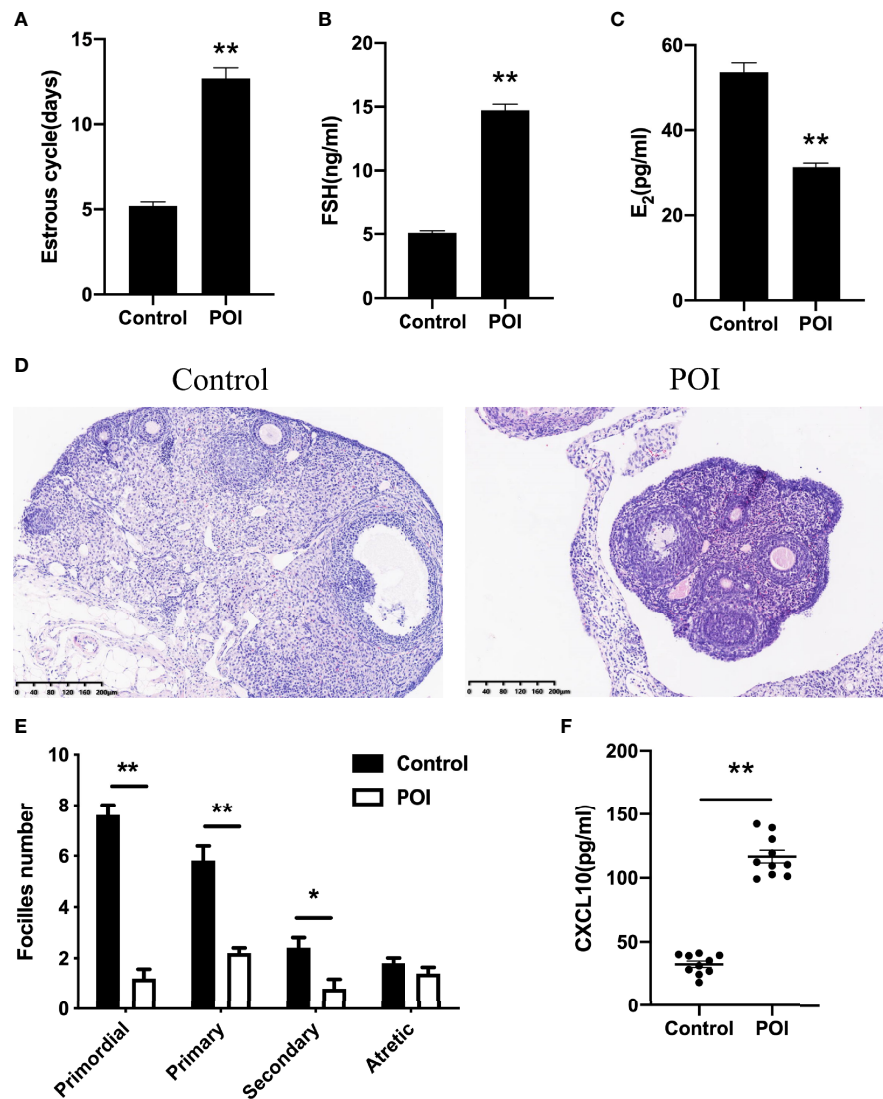 A
Estrous cycle(days)
15
10
5
0
**
Control
POI
B
FSH(ng/ml)
20
15
10
5
0
**
Control
POI
C
E₂(pg/ml)
60
40
20
0
**
Control
POI
D
Control
POI
0 40 80 120 160 200μm
0 40 80 120 160 200μm
E
Focilles number
10
8
6
4
2
0
**
**
*
Control
POI
Primordial
Primary
Secondary
Atretic
F
CXCL10(pg/ml)
200
150
100
50
0
**
Control
POI